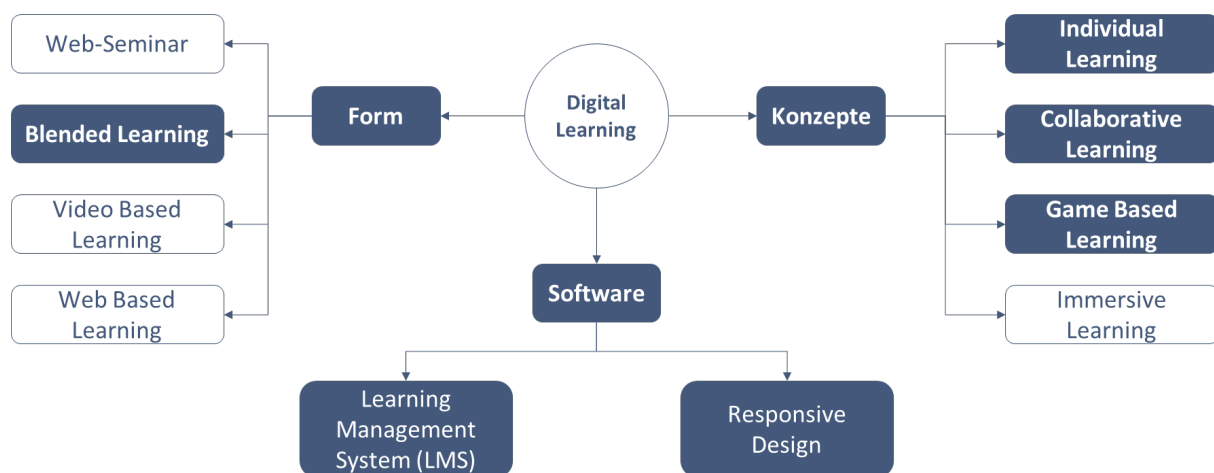 Web-Seminar
Blended Learning
Video Based
Learning
Web Based
Learning
Form
Digital
Learning
Konzepte
Individual
Learning
Collaborative
Learning
Game Based
Learning
Immersive
Learning
Software
Learning
Management
System (LMS)
Responsive
Design